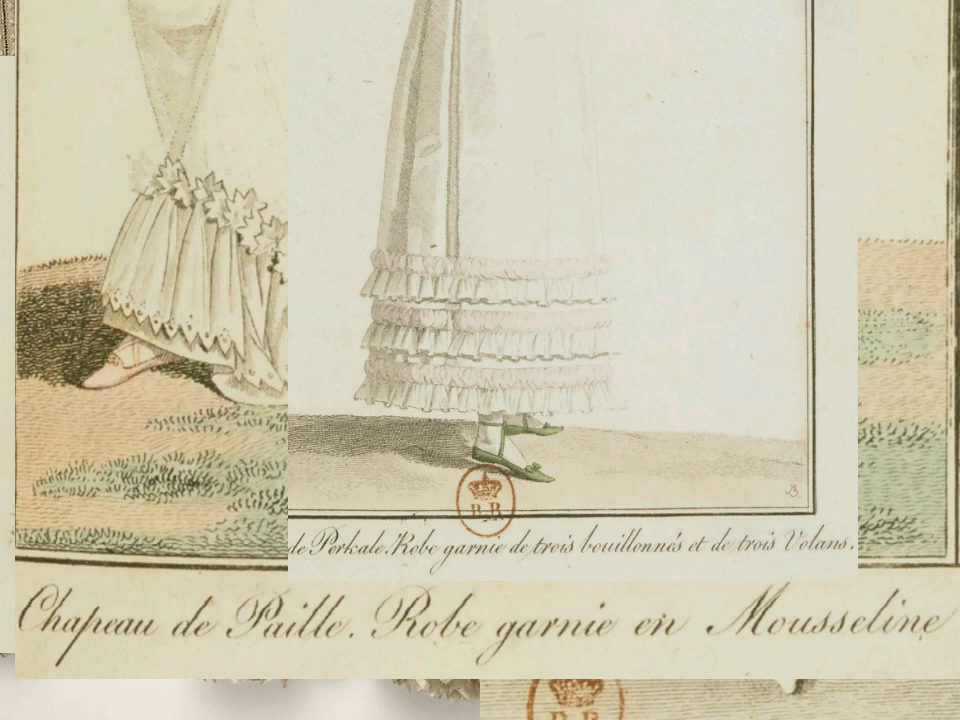 B.
B.R
de Perkale. Robe garnie de trois bouillonnés et de trois Volans.
Chapeau de Paille. Robe garnie en Mousseline
B.R